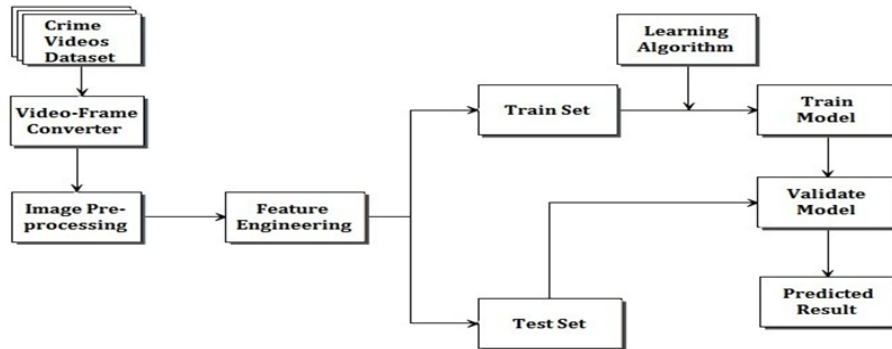 Crime
Videos
Dataset
Video-Frame
Converter
Image Pre-
processing
Feature
Engineering
Train Set
Learning
Algorithm
Train
Model
Validate
Model
Test Set
Predicted
Result